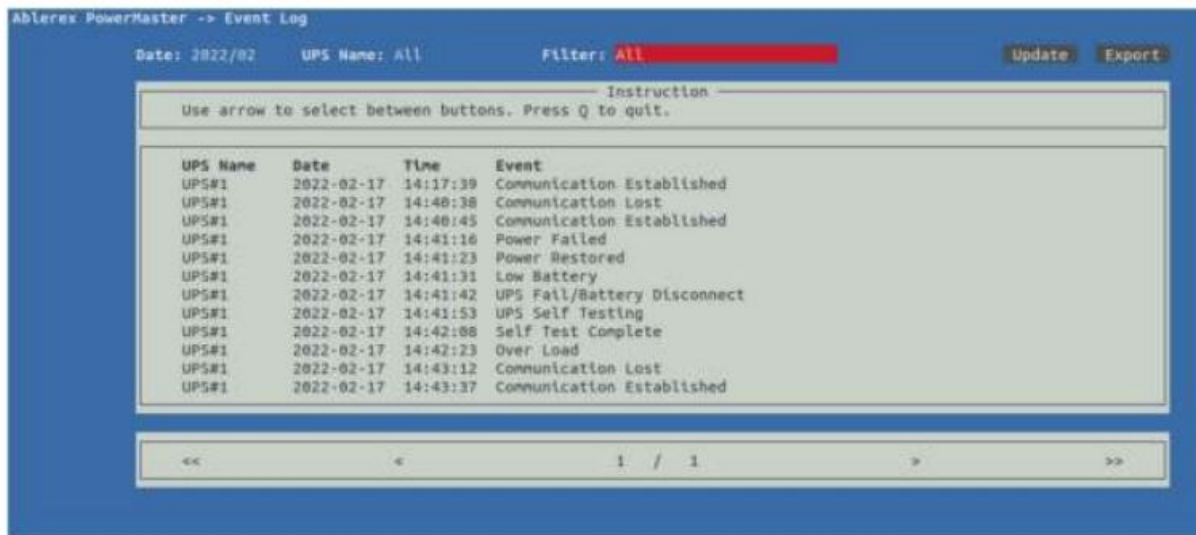 Ablerex PowerMaster -> Event Log
Date: 2022/02 UPS Name: All Filter: All Update Export
Instruction
Use arrow to select between buttons. Press Q to quit.
UPS Name Date Time Event
UPS#1 2022-02-17 14:17:39 Communication Established
UPS#1 2022-02-17 14:40:38 Communication Lost
UPS#1 2022-02-17 14:40:45 Communication Established
UPS#1 2022-02-17 14:41:16 Power Failed
UPS#1 2022-02-17 14:41:23 Power Restored
UPS#1 2022-02-17 14:41:31 Low Battery
UPS#1 2022-02-17 14:41:42 UPS Fail/Battery Disconnect
UPS#1 2022-02-17 14:41:53 UPS Self Testing
UPS#1 2022-02-17 14:42:08 Self Test Complete
UPS#1 2022-02-17 14:42:23 Over Load
UPS#1 2022-02-17 14:43:12 Communication Lost
UPS#1 2022-02-17 14:43:37 Communication Established
<< < 1 / 1 > >>